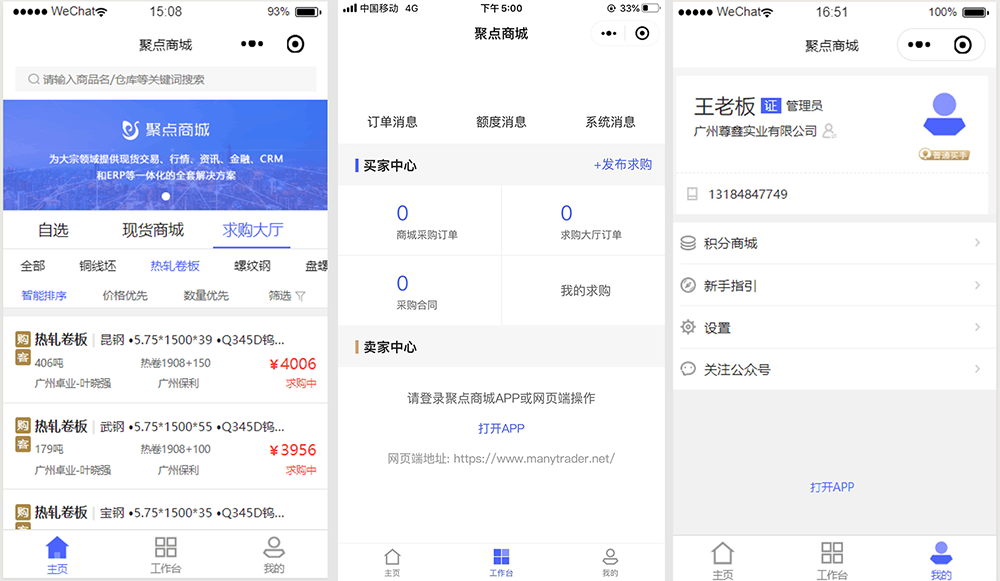 WeChat 15:08 93%
聚点商城
请输入商品名/仓库等关键词搜索
聚点商城
为大宗领域提供现货交易、行情、资讯、金融、CRM
和ERP等一体化的全套解决方案
自选 现货商城 求购大厅
全部 铜线坯 热轧卷板 螺纹钢 盘螺
智能排序 价格优先 数量优先 筛选
购 热轧卷板 昆钢 •5.75*1500*39 •Q345D钨...
客 406吨 热卷1908+150 ¥4006
广州卓业-叶晓强 广州保利 求购中
购 热轧卷板 武钢 •5.75*1500*55 •Q345D钨...
客 179吨 热卷1908+100 ¥3956
广州卓业-叶晓强 广州保利 求购中
购 热轧卷板 宝钢 •5.75*1500*35 •Q345D钨...
主页 工作台 我的
中国移动 4G 下午5:00 33%
聚点商城
订单消息 额度消息 系统消息
买家中心 +发布求购
0 0
商城采购订单 求购大厅订单
0
采购合同 我的求购
卖家中心
请登录聚点商城APP或网页端操作
打开APP
网页端地址: https://www.manytrader.net/
主页 工作台 我的
WeChat 16:51 100%
聚点商城
王老板 证 管理员
广州尊鑫实业有限公司
普通买手
13184847749
积分商城
新手指引
设置
关注公众号
打开APP
主页 工作台 我的